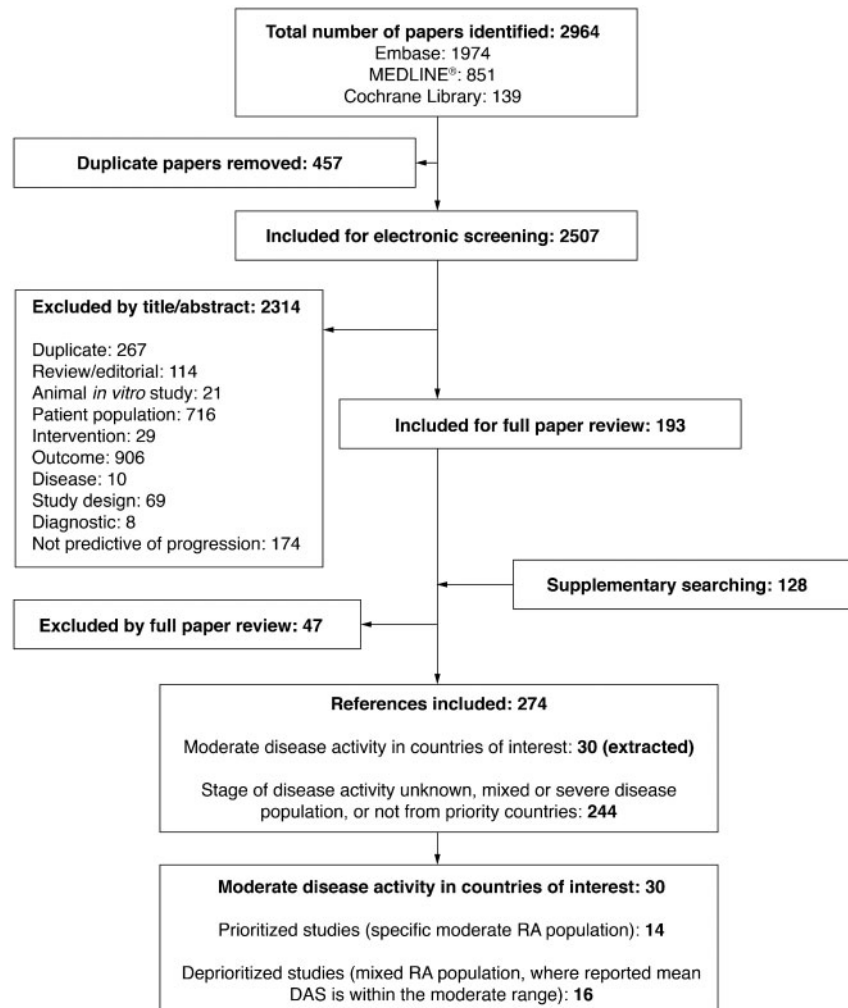 Total number of papers identified: 2964
Embase: 1974
MEDLINE®: 851
Cochrane Library: 139
Duplicate papers removed: 457
Included for electronic screening: 2507
Excluded by title/abstract: 2314
Duplicate: 267
Review/editorial: 114
Animal in vitro study: 21
Patient population: 716
Intervention: 29
Outcome: 906
Disease: 10
Study design: 69
Diagnostic: 8
Not predictive of progression: 174
Included for full paper review: 193
Supplementary searching: 128
Excluded by full paper review: 47
References included: 274
Moderate disease activity in countries of interest: 30 (extracted)
Stage of disease activity unknown, mixed or severe disease
population, or not from priority countries: 244
Moderate disease activity in countries of interest: 30
Prioritized studies (specific moderate RA population): 14
Deprioritized studies (mixed RA population, where reported mean
DAS is within the moderate range): 16